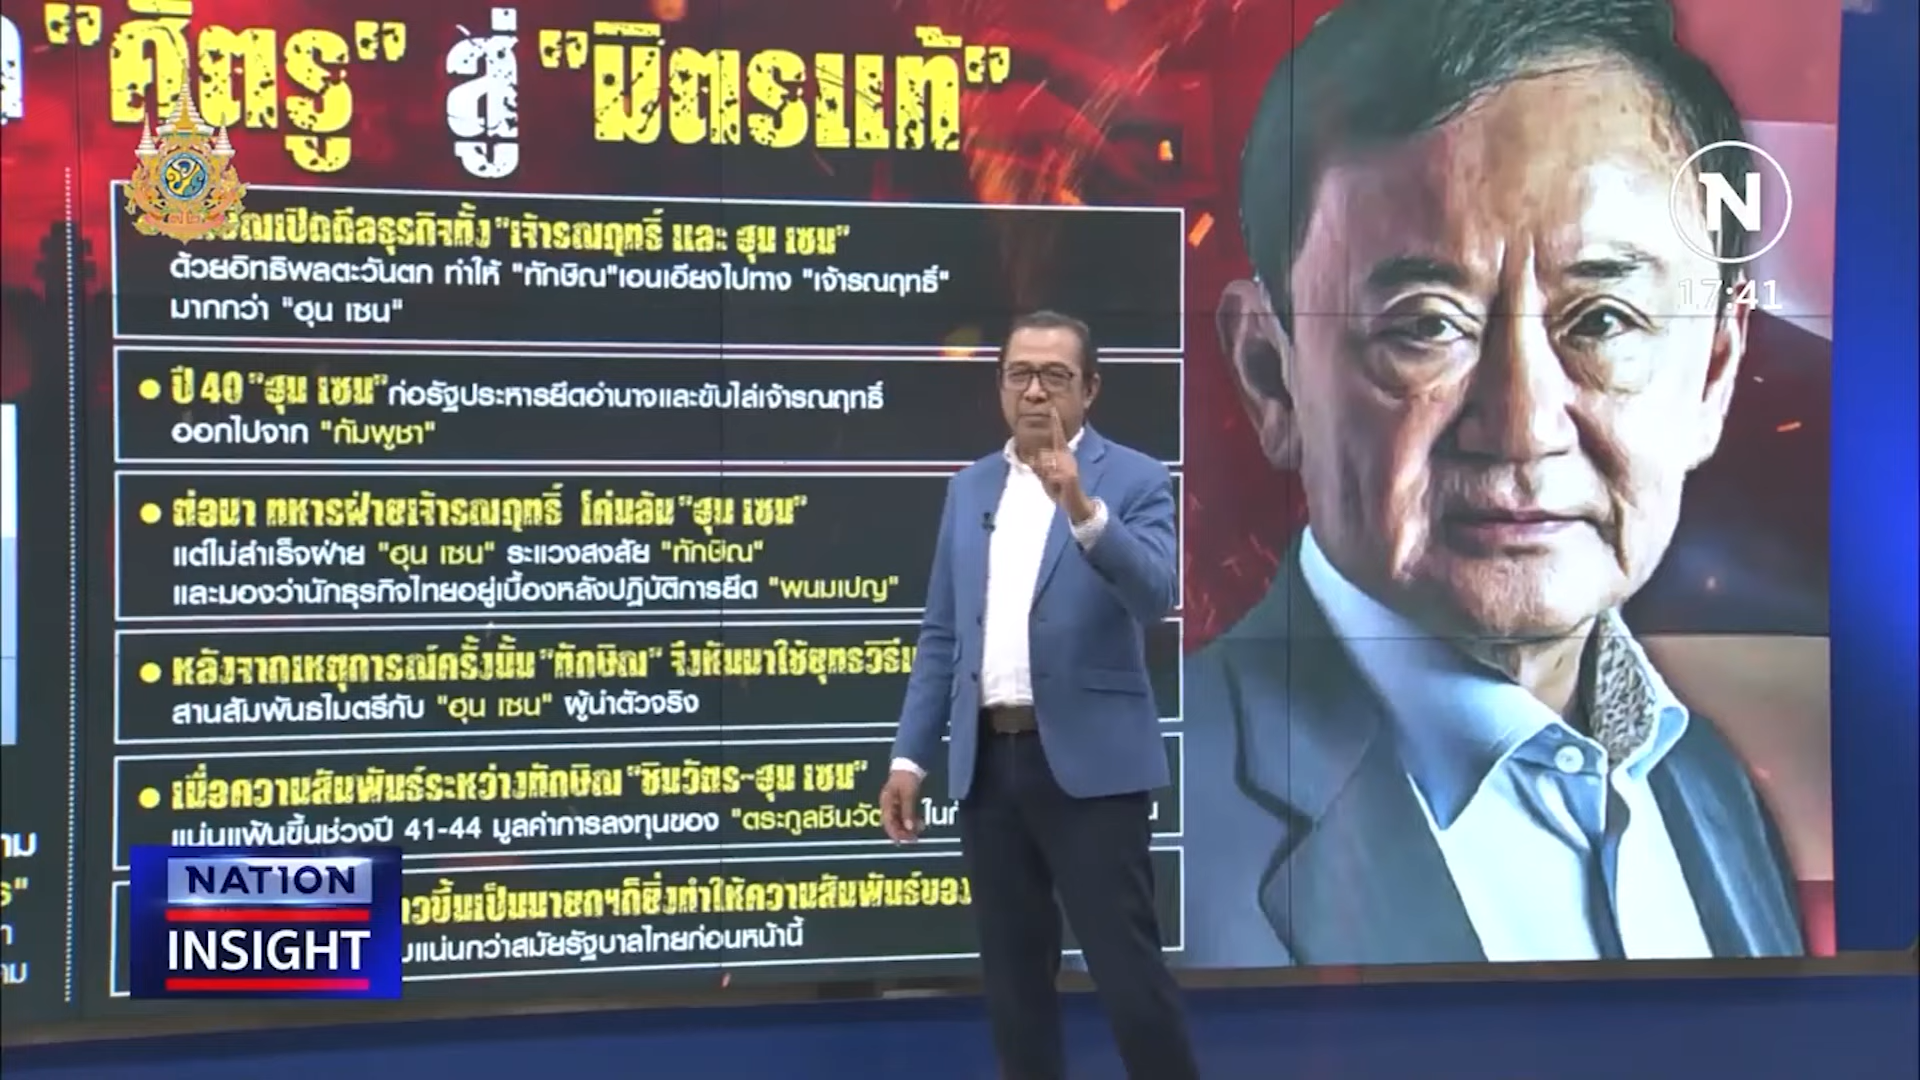 "ศัตรู" สู่ "มิตรแท้"
N
17:41
เปิดดีลธุรกิจทั้ง "เจ้ารณฤทธิ์ และ ฮุน เซน"
ด้วยอิทธิพลตะวันตก ทำให้ "ทักษิณ"เอนเอียงไปทาง "เจ้ารณฤทธิ์"
มากกว่า "ฮุน เซน"
• ปี 40 "ฮุน เซน" ก่อรัฐประหารยึดอำนาจและขับไล่เจ้ารณฤทธิ์
ออกไปจาก "กัมพูชา"
• ต่อมา ทหารฝ่ายเจ้ารณฤทธิ์ โค่นล้ม "ฮุน เซน"
แต่ไม่สำเร็จฝ่าย "ฮุน เซน" ระแวงสงสัย "ทักษิณ"
และมองว่านักธุรกิจไทยอยู่เบื้องหลังปฏิบัติการยึด "พนมเปญ"
• หลังจากเหตุการณ์ครั้งนั้น "ทักษิณ" จึงหันมาใช้ยุทธวิธี
สานสัมพันธไมตรีกับ "ฮุน เซน" ผู้นำตัวจริง
• เมื่อความสัมพันธ์ระหว่างทักษิณ "ชินวัตร-ฮุน เซน"
แน่นแฟ้นขึ้นช่วงปี 41-44 มูลค่าการลงทุนของ "ตระกูลชินวั
ขึ้นเป็นนายกฯก็ยิ่งทำให้ความสัมพันธ์ของ
แน่นกว่าสมัยรัฐบาลไทยก่อนหน้านี้
NATION
INSIGHT